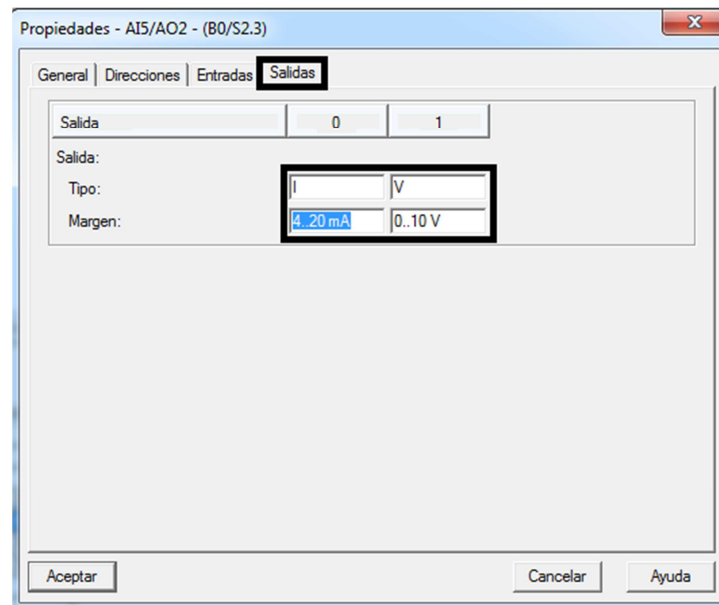 Propiedades - AI5/AO2 - (B0/S2.3)
General Direcciones Entradas Salidas
Salida 0 1
Salida:
Tipo: I V
Margen: 4..20 mA 0..10 V
Aceptar Cancelar Ayuda